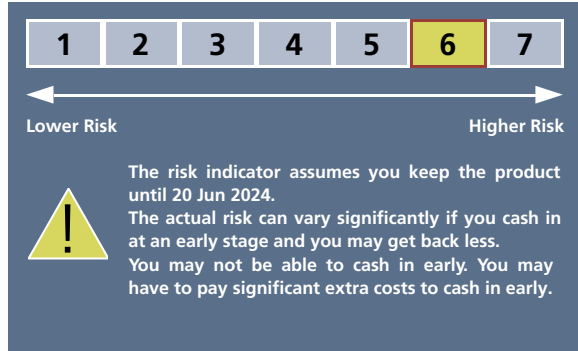 1 2 3 4 5 6 7
Lower Risk Higher Risk
The risk indicator assumes you keep the product
until 20 Jun 2024.
The actual risk can vary significantly if you cash in
at an early stage and you may get back less.
You may not be able to cash in early. You may
have to pay significant extra costs to cash in early.
!